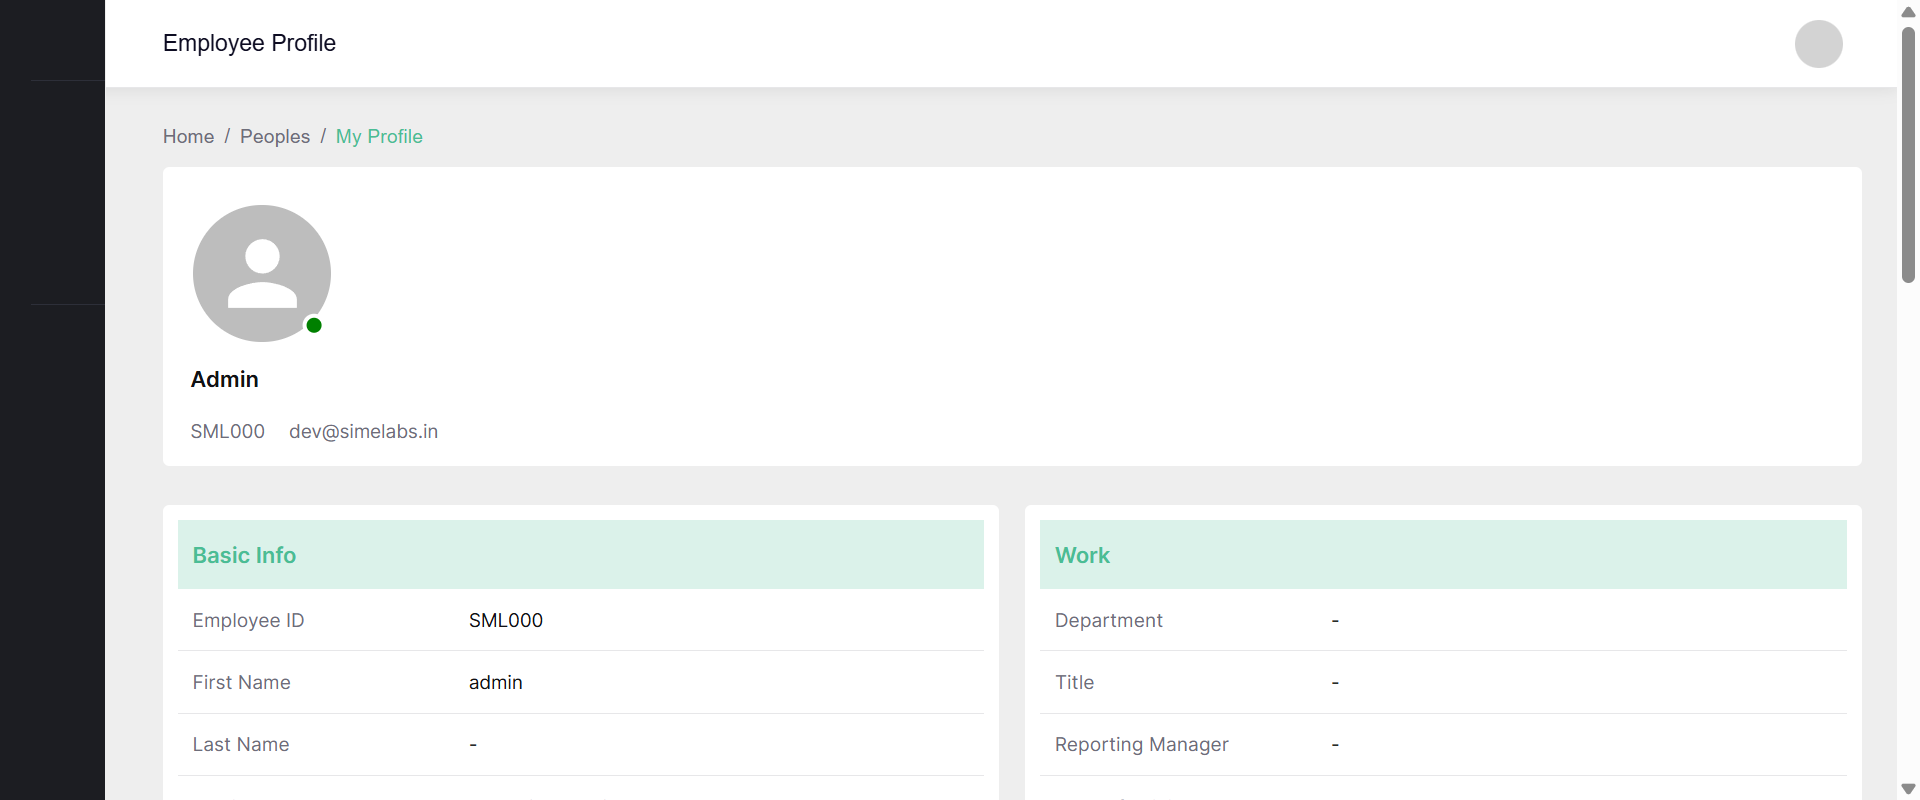 Employee Profile
Home / Peoples / My Profile
Admin
SML000 dev@simelabs.in
Basic Info
Employee ID SML000
First Name admin
Last Name -
Work
Department -
Title -
Reporting Manager -